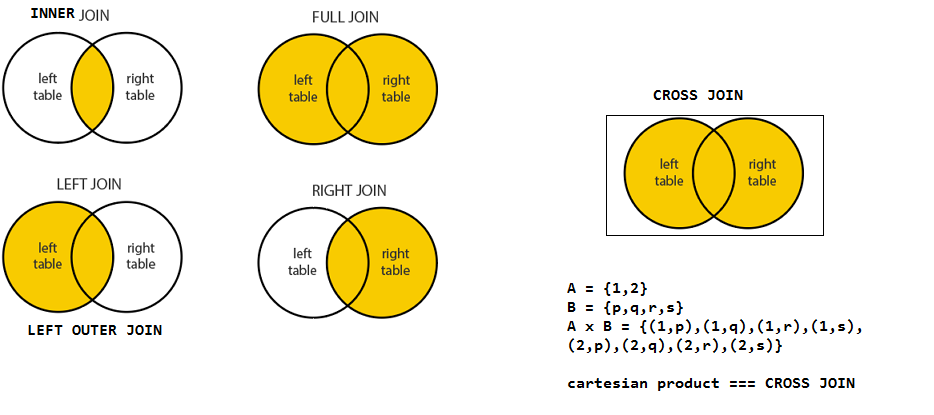 INNER JOIN
left
table
right
table
FULL JOIN
left
table
right
table
LEFT JOIN
left
table
right
table
LEFT OUTER JOIN
RIGHT JOIN
left
table
right
table
CROSS JOIN
left
table
right
table
A = {1,2}
B = {p,q,r,s}
A x B = {(1,p),(1,q),(1,r),(1,s),
(2,p),(2,q),(2,r),(2,s)}
cartesian product === CROSS JOIN